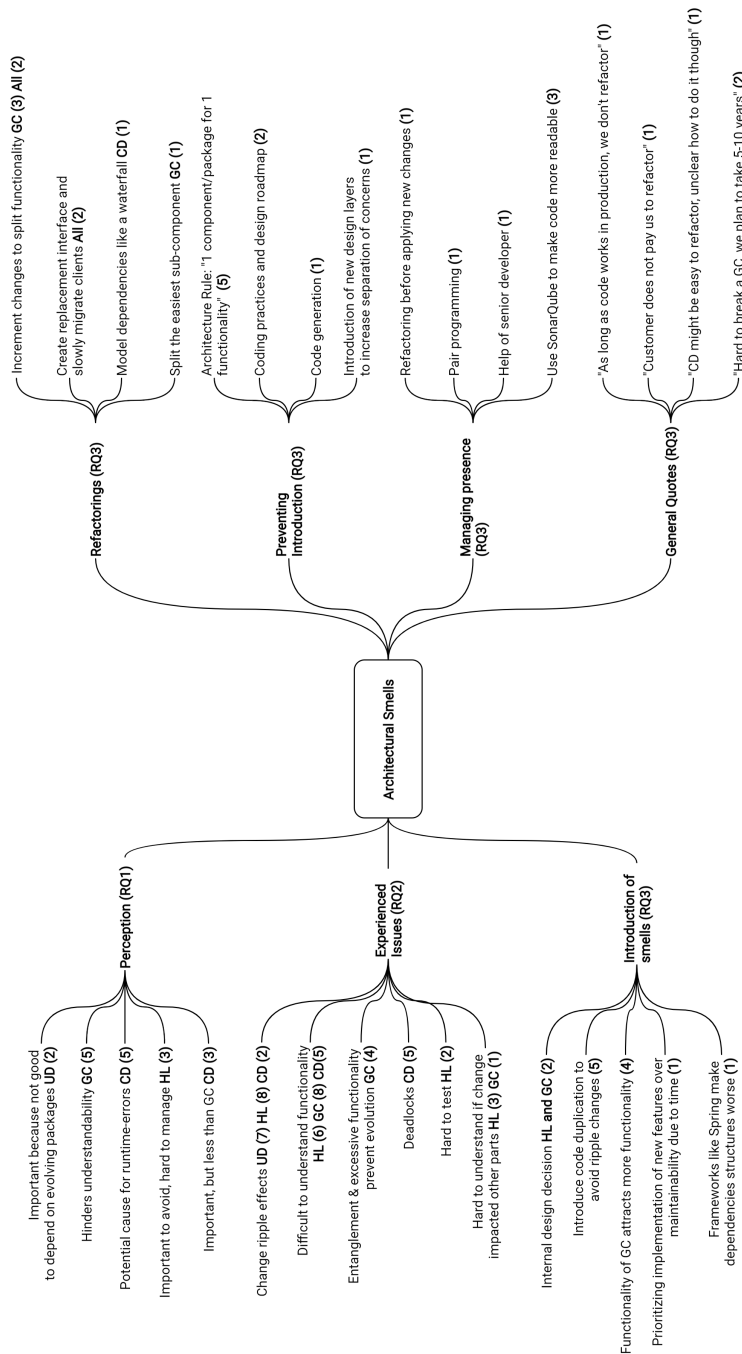 Architectural Smells
Perception (RQ1)
Important because not good
to depend on evolving packages UD (2)
Hinders understandability GC (5)
Potential cause for runtime-errors CD (5)
Important to avoid, hard to manage HL (3)
Important, but less than GC CD (3)
Experienced
Issues (RQ2)
Change ripple effects UD (7) HL (8) CD (2)
Difficult to understand functionality
HL (6) GC (8) CD(5)
Entanglement & excessive functionality
prevent evolution GC (4)
Deadlocks CD (5)
Hard to test HL (2)
Hard to understand if change
impacted other parts HL (3) GC (1)
Introduction of
smells (RQ3)
Internal design decision HL and GC (2)
Introduce code duplication to
avoid ripple changes (5)
Functionality of GC attracts more functionality (4)
Prioritizing implementation of new features over
maintainability due to time (1)
Frameworks like Spring make
dependencies structures worse (1)
Refactorings (RQ3)
Increment changes to split functionality GC (3) All (2)
Create replacement interface and
slowly migrate clients All (2)
Model dependencies like a waterfall CD (1)
Split the easiest sub-component GC (1)
Preventing
Introduction (RQ3)
Architecture Rule: "1 component/package for 1
functionality" (5)
Coding practices and design roadmap (2)
Code generation (1)
Introduction of new design layers
to increase separation of concerns (1)
Managing presence
(RQ3)
Refactoring before applying new changes (1)
Pair programming (1)
Help of senior developer (1)
Use SonarQube to make code more readable (3)
General Quotes (RQ3)
"As long as code works in production, we don't refactor" (1)
"Customer does not pay us to refactor" (1)
"CD might be easy to refactor, unclear how to do it though" (1)
"Hard to break a GC, we plan to take 5-10 years" (2)